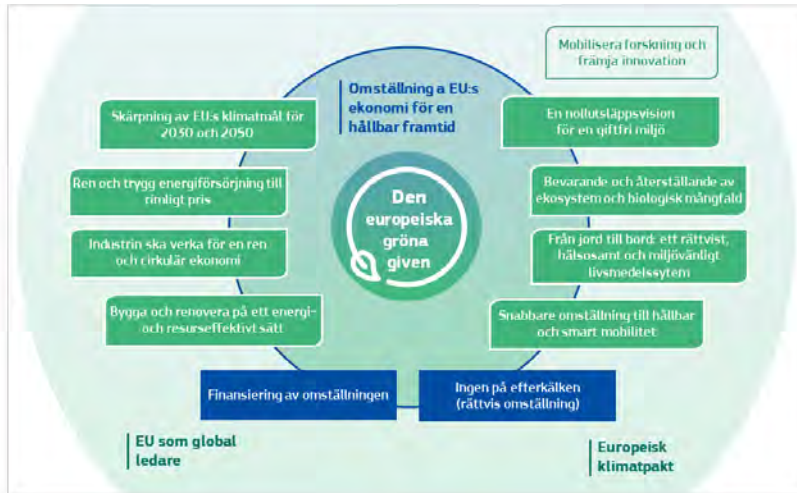 Mobilisera forskning och
främja innovation
Omställning a EU:s
ekonomi för en
hållbar framtid
Skärpning av EU:s klimatmål för
2030 och 2050
En nollutsläppsvision
för en giftfri miljö
Ren och trygg energiförsörjning till
rimligt pris
Bevarande och återställande av
ekosystem och biologisk mångfald
Den
europeiska
gröna
given
Industrin ska verka för en ren
och cirkulär ekonomi
Från jord till bord: ett rättvist,
hälsosamt och miljövänligt
livsmedelssytem
Bygga och renovera på ett energi-
och resurseffektivt sätt
Snabbare omställning till hållbar
och smart mobilitet
Finansiering av omställningen
Ingen på efterkälken
(rättvis omställning)
EU som global
ledare
Europeisk
klimatpakt